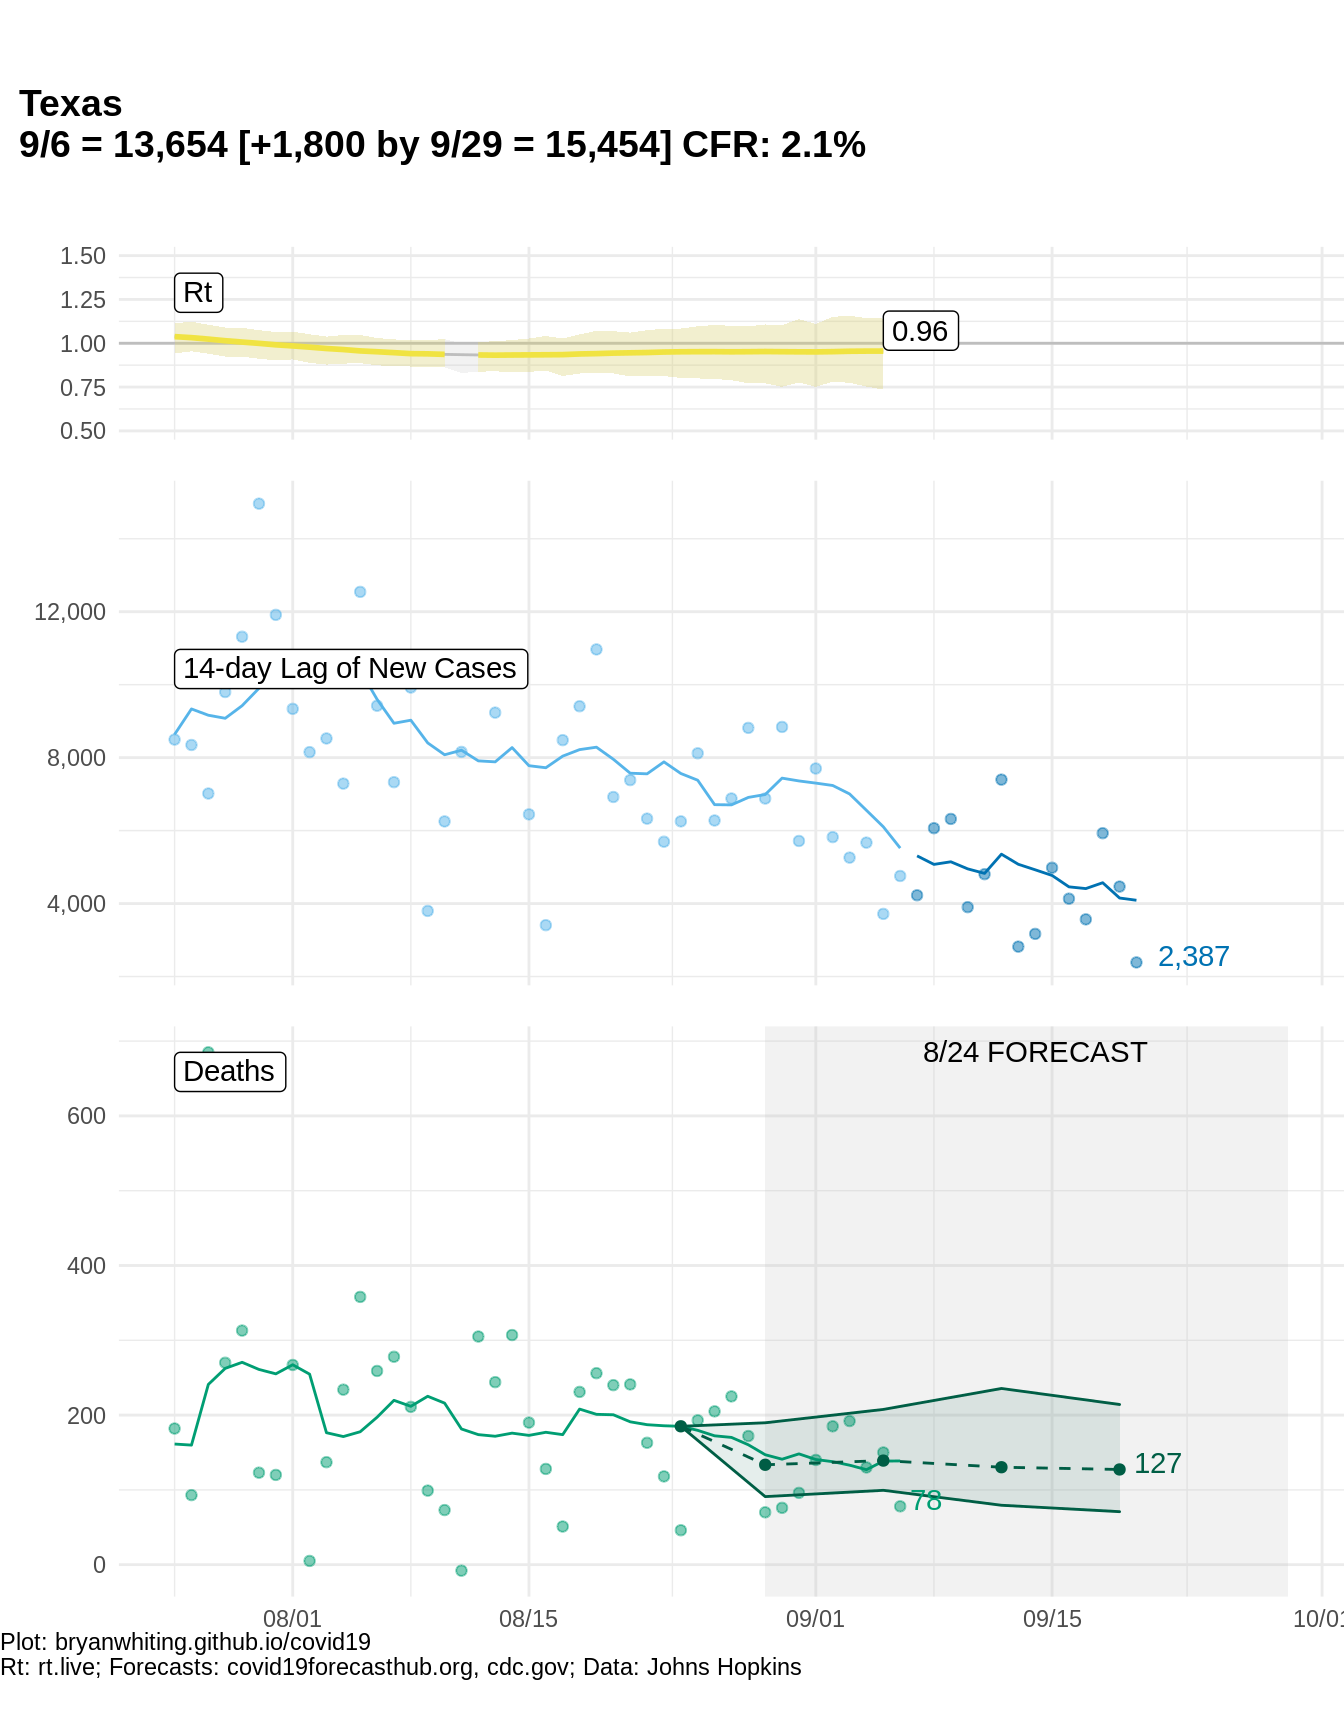 Texas
9/6 = 13,654 [+1,800 by 9/29 = 15,454] CFR: 2.1%
1.50
Rt
1.25
0.96
1.00
0.75
0.50
12,000
14-day Lag of New Cases
8,000
4,000
2,387
8/24 FORECAST
Deaths
600
400
200
127
78
0
08/01
08/15
09/01
09/15
10/01
Plot: bryanwhiting.github.io/covid19
Rt: rt.live; Forecasts: covid19forecasthub.org, cdc.gov; Data: Johns Hopkins